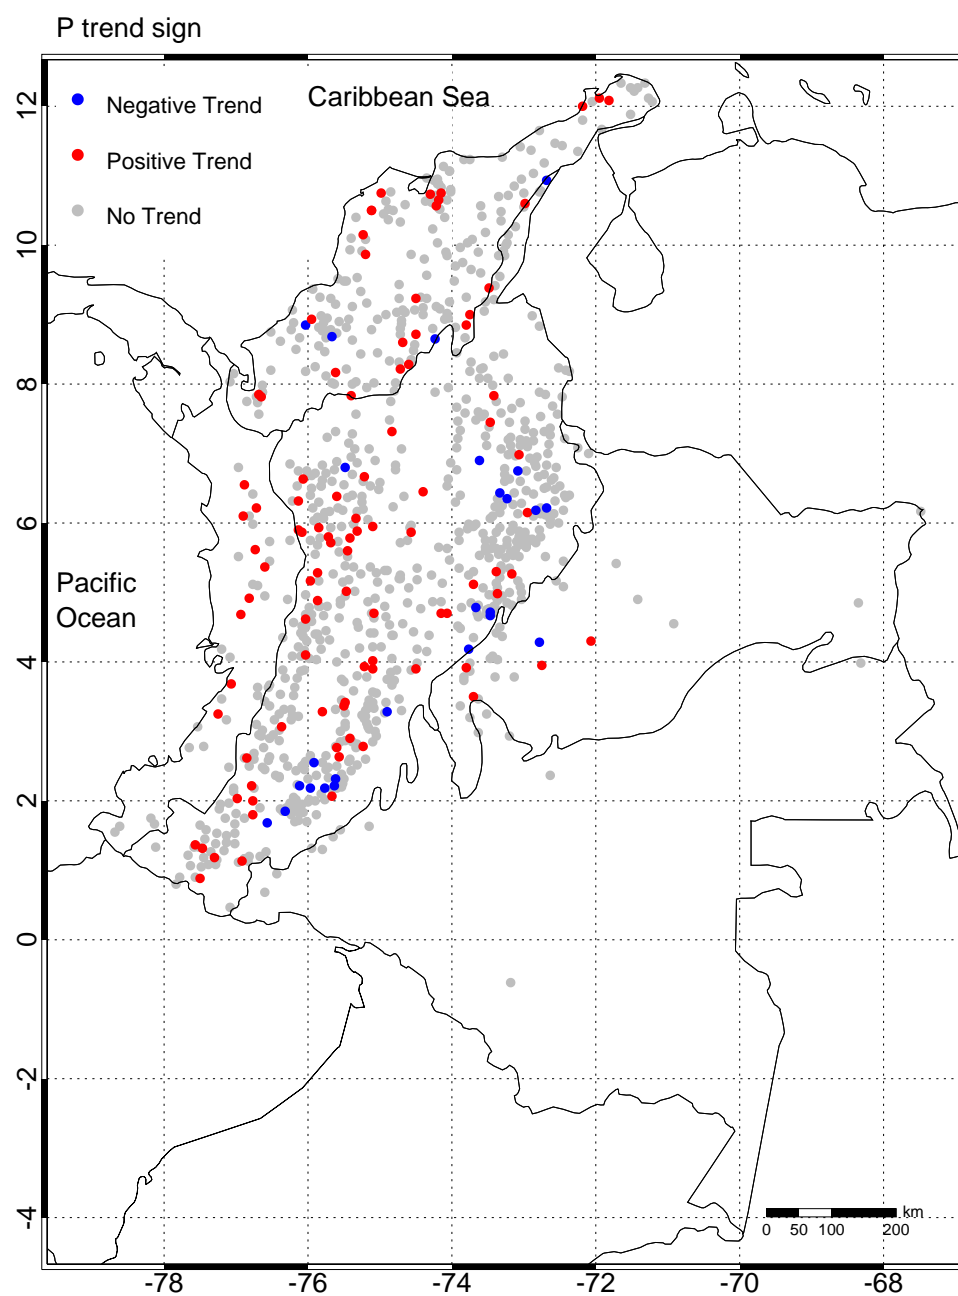 P trend sign
Negative Trend
Positive Trend
No Trend
Caribbean Sea
Pacific
Ocean
12
10
8
6
4
2
0
-2
-4
km
0 50 100 200
-78 -76 -74 -72 -70 -68